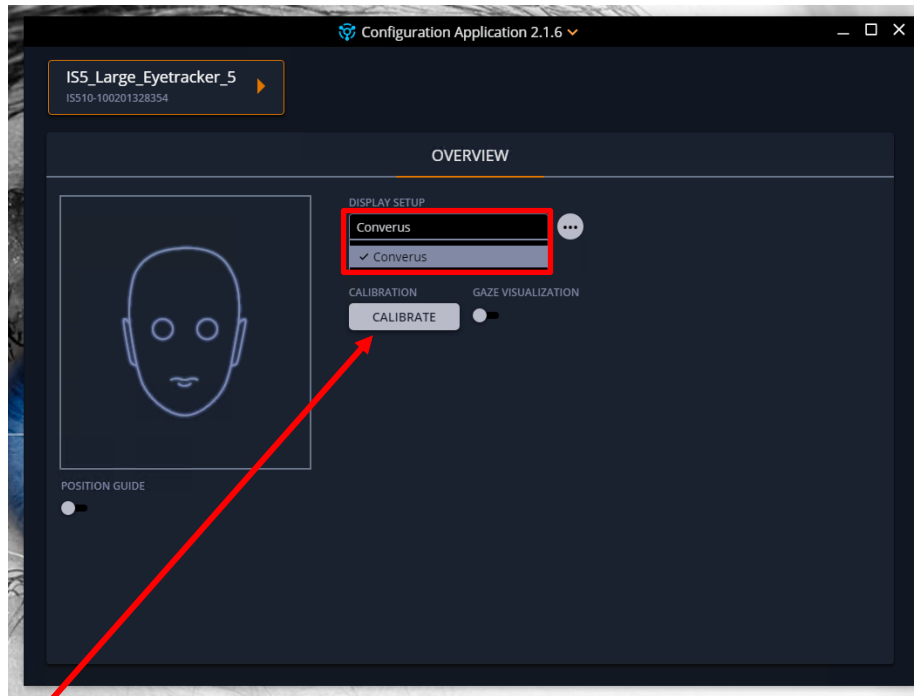 Configuration Application 2.1.6
IS5_Large_Eyetracker_5
IS510-100201328354
OVERVIEW
DISPLAY SETUP
Converus
Converus
CALIBRATION GAZE VISUALIZATION
CALIBRATE
POSITION GUIDE